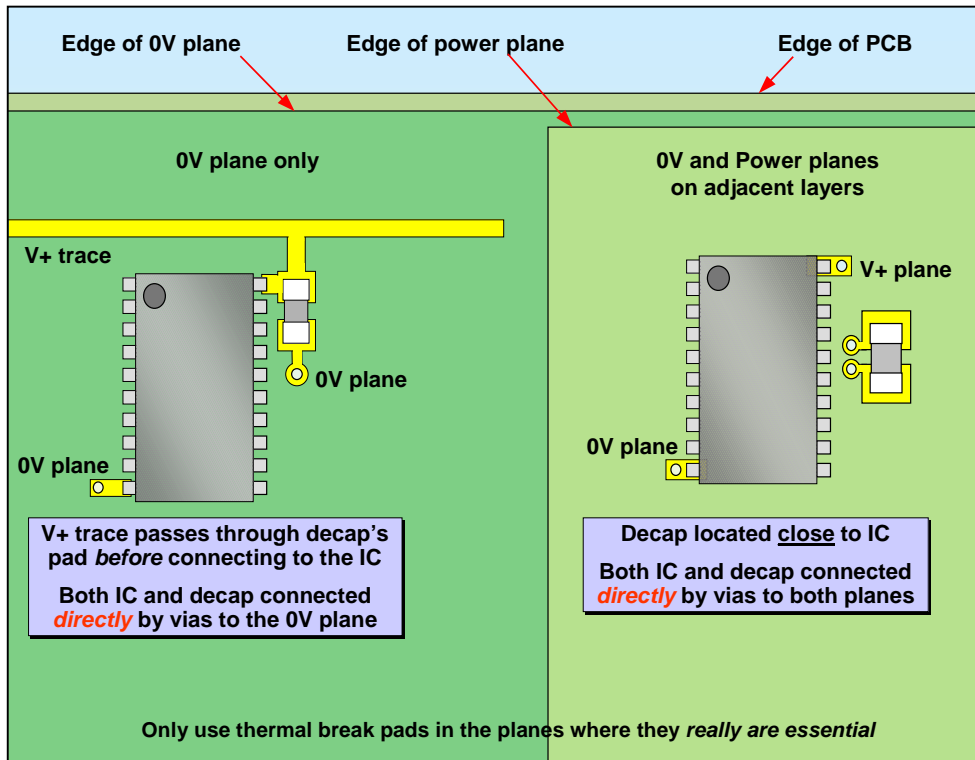 Edge of 0V plane
Edge of power plane
Edge of PCB
0V plane only
0V and Power planes
on adjacent layers
V+ trace
V+ plane
0V plane
0V plane
0V plane
V+ trace passes through decap's
pad before connecting to the IC
Both IC and decap connected
directly by vias to the 0V plane
Decap located close to IC
Both IC and decap connected
directly by vias to both planes
Only use thermal break pads in the planes where they really are essential